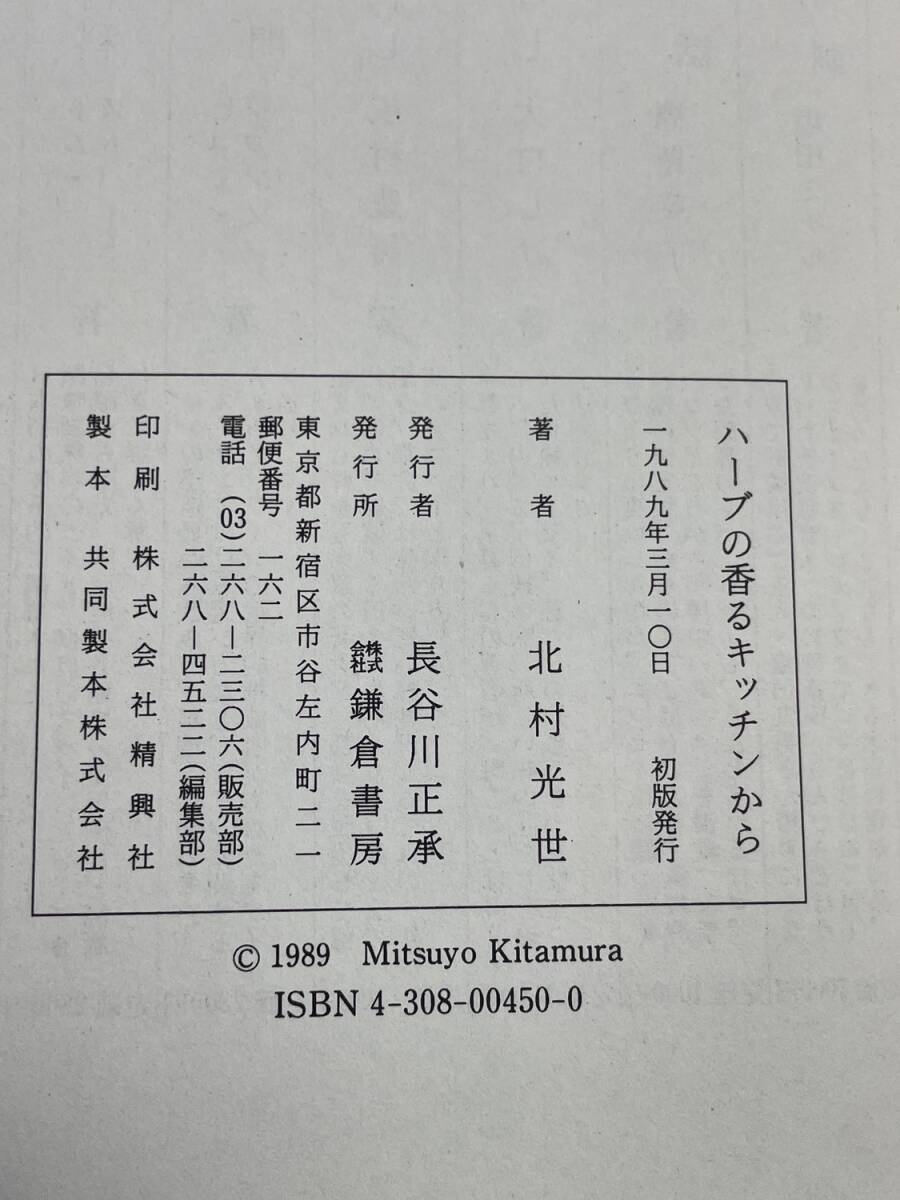 ハーブの香るキッチンから
一九八九年三月一〇日 初版発行
著者 北村光世
発行者 長谷川正承
発行所 株式会社鎌倉書房
東京都新宿区市谷左内町二一
郵便番号 一六二
電話 (03)二六八―二三〇六(販売部)
二六八―四五二二(編集部)
印刷 株式会社精興社
製本 共同製本株式会社
© 1989 Mitsuyo Kitamura
ISBN 4-308-00450-0